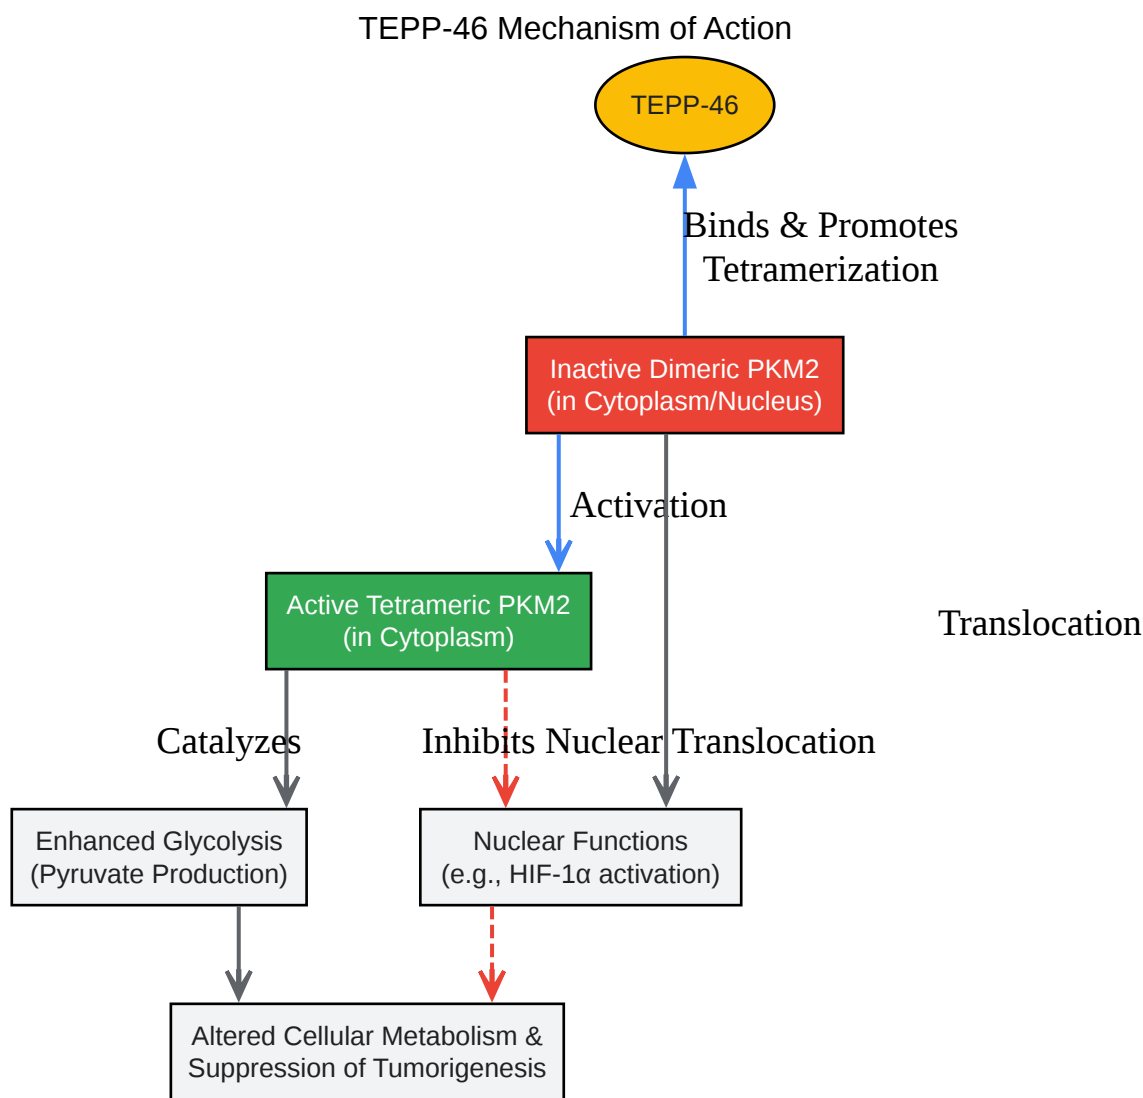 TEPP-46 Mechanism of Action
TEPP-46
Binds & Promotes
Tetramerization
Inactive Dimeric PKM2
(in Cytoplasm/Nucleus)
Activation
Active Tetrameric PKM2
(in Cytoplasm)
Translocation
Catalyzes
Inhibits Nuclear Translocation
Enhanced Glycolysis
(Pyruvate Production)
Nuclear Functions
(e.g., HIF-1α activation)
Altered Cellular Metabolism &
Suppression of Tumorigenesis